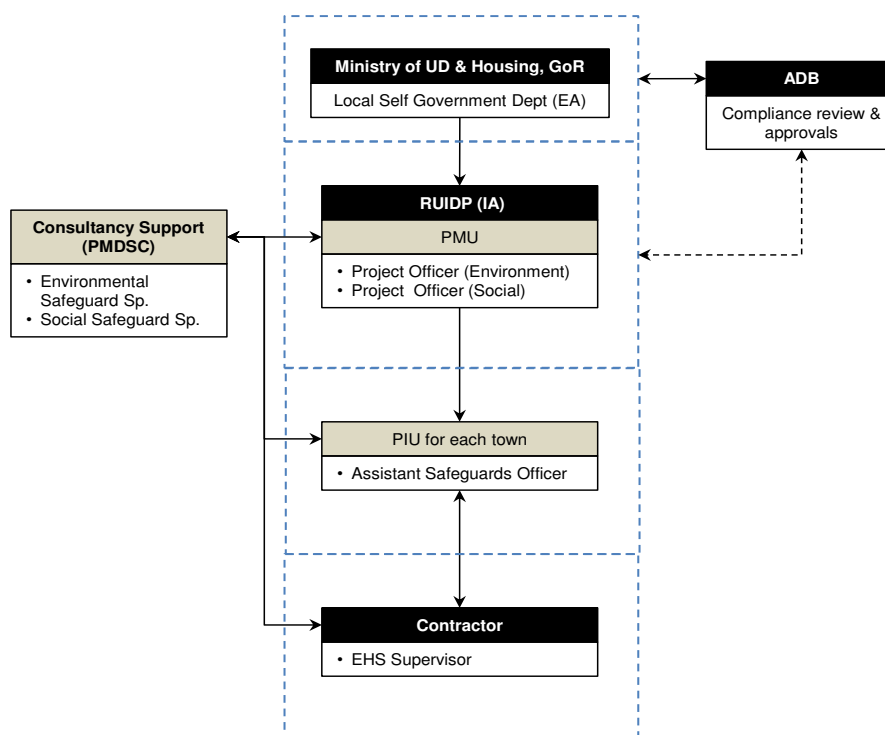 Ministry of UD & Housing, GoR
Local Self Government Dept (EA)
ADB
Compliance review &
approvals
RUIDP (IA)
PMU
• Project Officer (Environment)
• Project Officer (Social)
Consultancy Support
(PMDSC)
• Environmental
Safeguard Sp.
• Social Safeguard Sp.
PIU for each town
• Assistant Safeguards Officer
Contractor
• EHS Supervisor